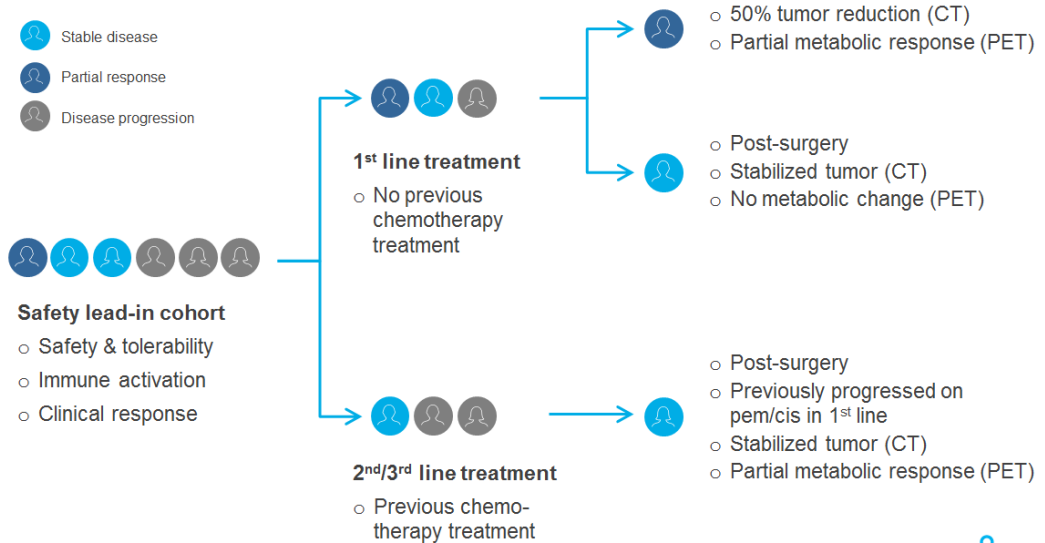 Stable disease
Partial response
Disease progression
Safety lead-in cohort
○ Safety & tolerability
○ Immune activation
○ Clinical response
1st line treatment
○ No previous
chemotherapy
treatment
○ 50% tumor reduction (CT)
○ Partial metabolic response (PET)
○ Post-surgery
○ Stabilized tumor (CT)
○ No metabolic change (PET)
2nd/3rd line treatment
○ Previous chemo-
therapy treatment
○ Post-surgery
○ Previously progressed on
pem/cis in 1st line
○ Stabilized tumor (CT)
○ Partial metabolic response (PET)